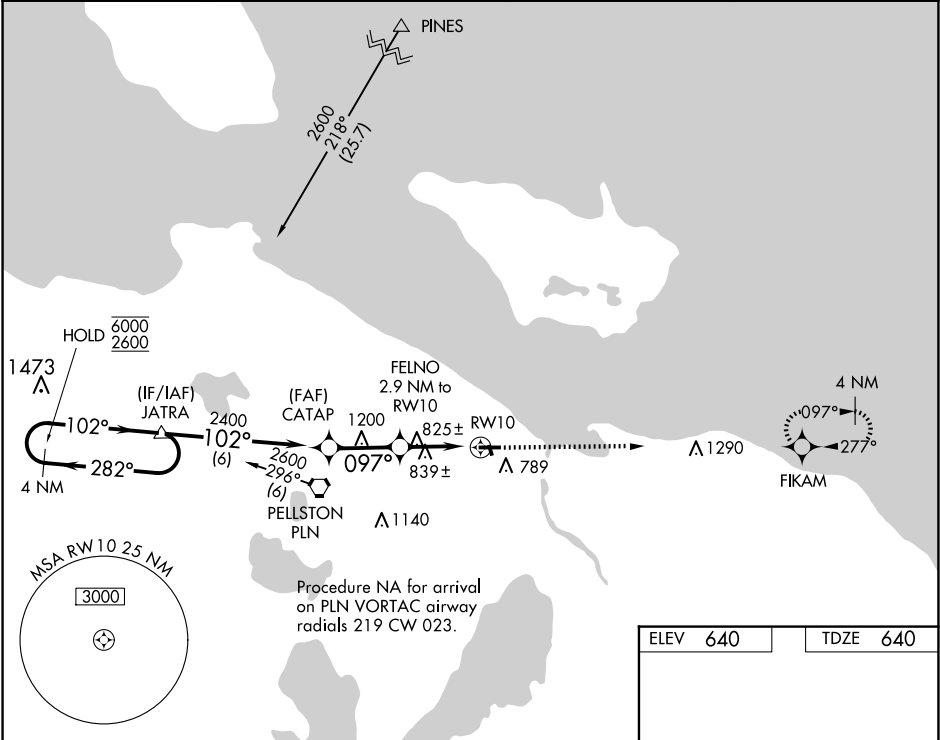 PINES
2600
218°
(25.7)
HOLD 6000
2600
1473
(IF/IAF)
JATRA
102°
282°
4 NM
2400
102°
(6)
(FAF)
CATAP
1200
097°
FELNO
2.9 NM to
RW10
825±
839±
RW10
789
2600
296°
(6)
PELLSTON
PLN
1140
1290
4 NM
097°
277°
FIKAM
MSA RW10 25 NM
3000
Procedure NA for arrival
on PLN VORTAC airway
radials 219 CW 023.
ELEV 640
TDZE 640